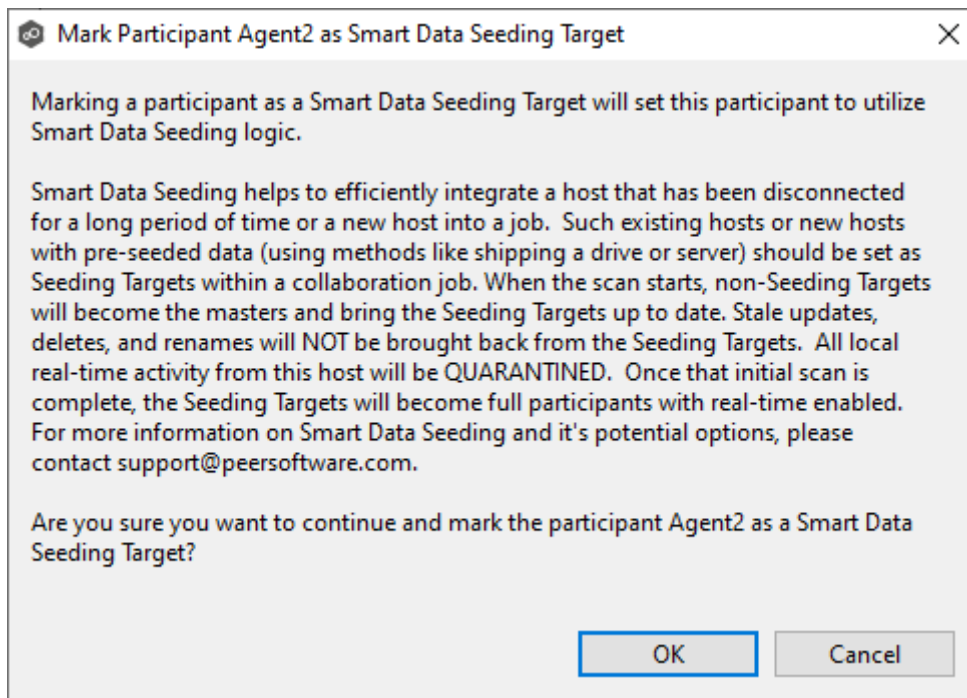 Mark Participant Agent2 as Smart Data Seeding Target
Marking a participant as a Smart Data Seeding Target will set this participant to utilize
Smart Data Seeding logic.
Smart Data Seeding helps to efficiently integrate a host that has been disconnected
for a long period of time or a new host into a job.  Such existing hosts or new hosts
with pre-seeded data (using methods like shipping a drive or server) should be set as
Seeding Targets within a collaboration job. When the scan starts, non-Seeding Targets
will become the masters and bring the Seeding Targets up to date. Stale updates,
deletes, and renames will NOT be brought back from the Seeding Targets.  All local
real-time activity from this host will be QUARANTINED.  Once that initial scan is
complete, the Seeding Targets will become full participants with real-time enabled.
For more information on Smart Data Seeding and it's potential options, please
contact support@peersoftware.com.
Are you sure you want to continue and mark the participant Agent2 as a Smart Data
Seeding Target?
OK
Cancel